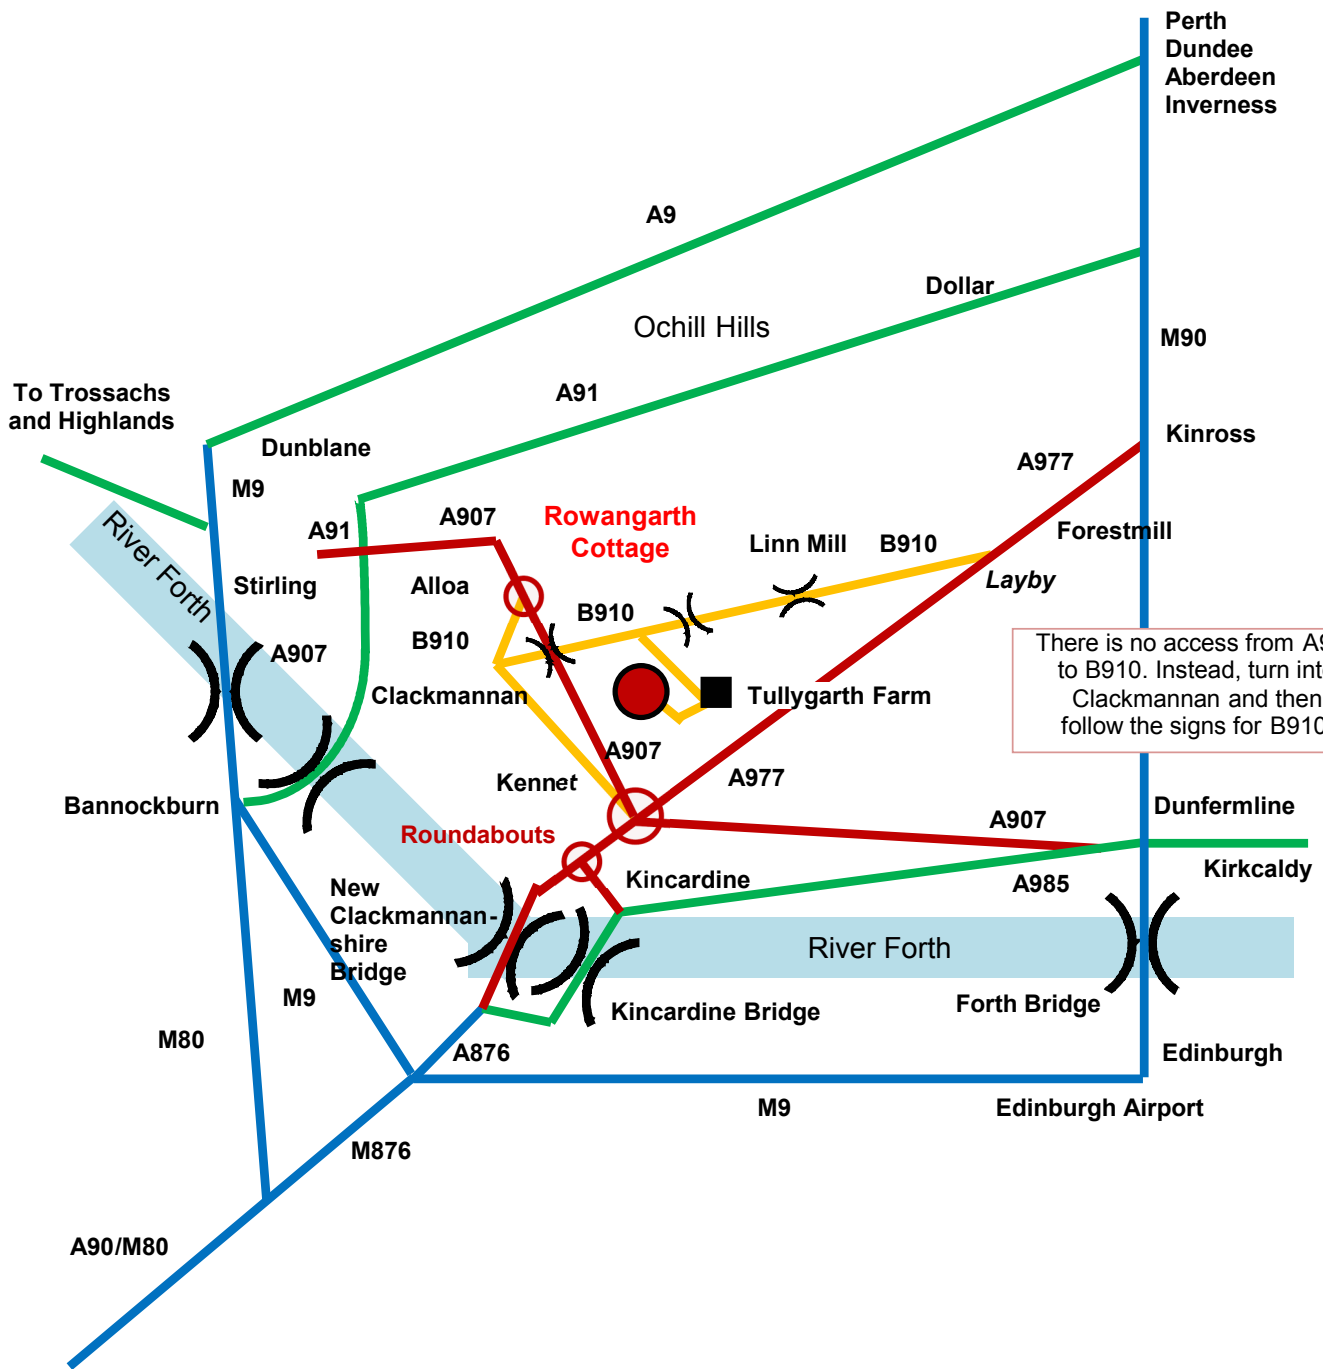 Perth
Dundee
Aberdeen
Inverness
A9
Dollar
Ochill Hills
M90
A91
To Trossachs
and Highlands
Dunblane
Kinross
A977
M9
A907
Rowangarth
Cottage
A91
Linn Mill
B910
Forestmill
River Forth
Stirling
Alloa
Layby
B910
B910
A907
There is no access from A9
to B910. Instead, turn int
Clackmannan and then
follow the signs for B910
Clackmannan
Tullygarth Farm
A907
A977
Kennet
Bannockburn
Dunfermline
A907
Roundabouts
Kirkcaldy
Kincardine
A985
New
Clackmannan-
shire
Bridge
River Forth
M9
Forth Bridge
Kincardine Bridge
M80
A876
Edinburgh
M9
Edinburgh Airport
M876
A90/M80